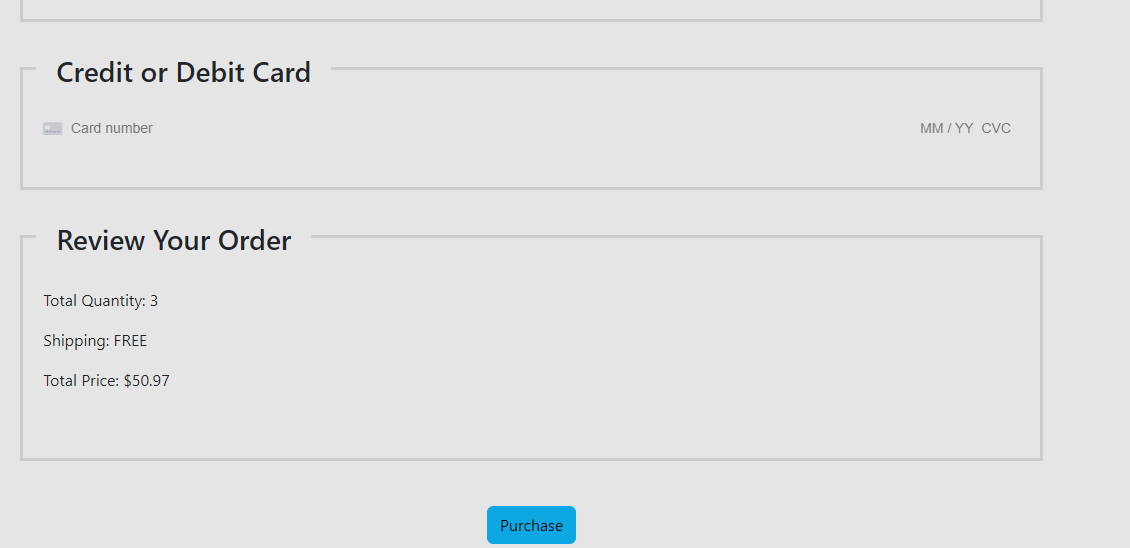 Credit or Debit Card
Card number MM / YY CVC
Review Your Order
Total Quantity: 3
Shipping: FREE
Total Price: $50.97
Purchase